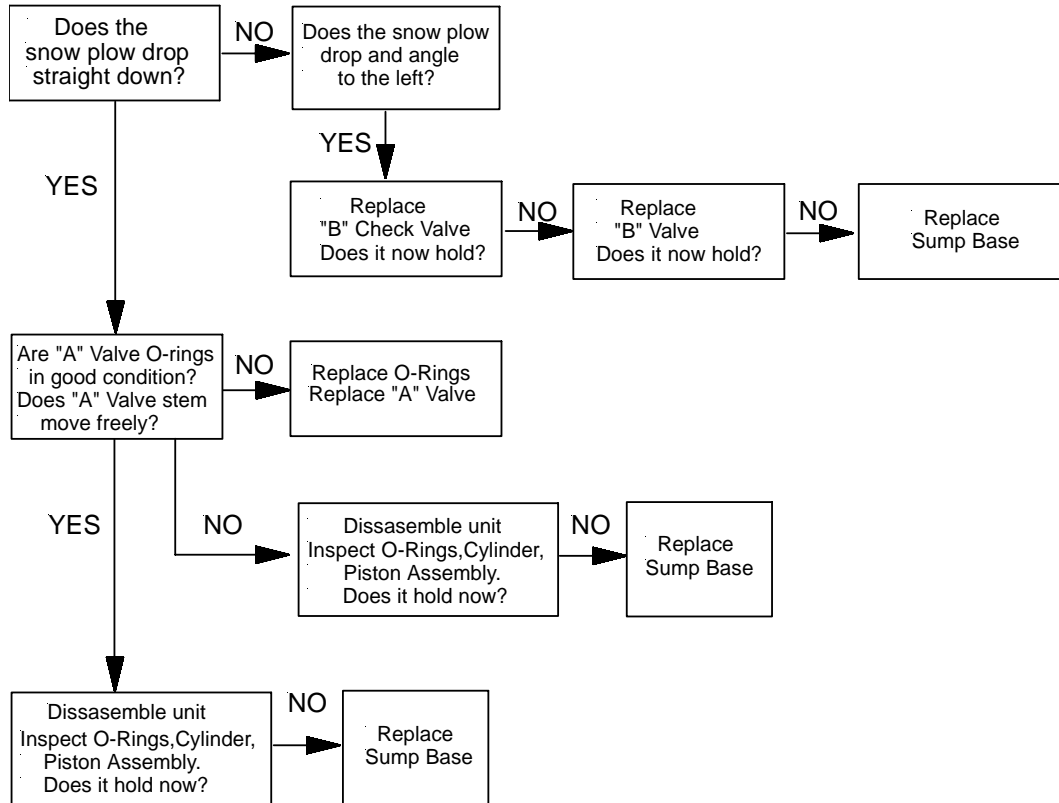 Does the
snow plow drop
straight down?
NO
Does the snow plow
drop and angle
to the left?
YES
YES
Replace
"B" Check Valve
Does it now hold?
NO
Replace
"B" Valve
Does it now hold?
NO
Replace
Sump Base
Are "A" Valve O-rings
in good condition?
Does "A" Valve stem
move freely?
NO
Replace O-Rings
Replace "A" Valve
YES
NO
Dissasemble unit
Inspect O-Rings,Cylinder,
Piston Assembly.
Does it hold now?
NO
Replace
Sump Base
Dissasemble unit
Inspect O-Rings,Cylinder,
Piston Assembly.
Does it hold now?
NO
Replace
Sump Base